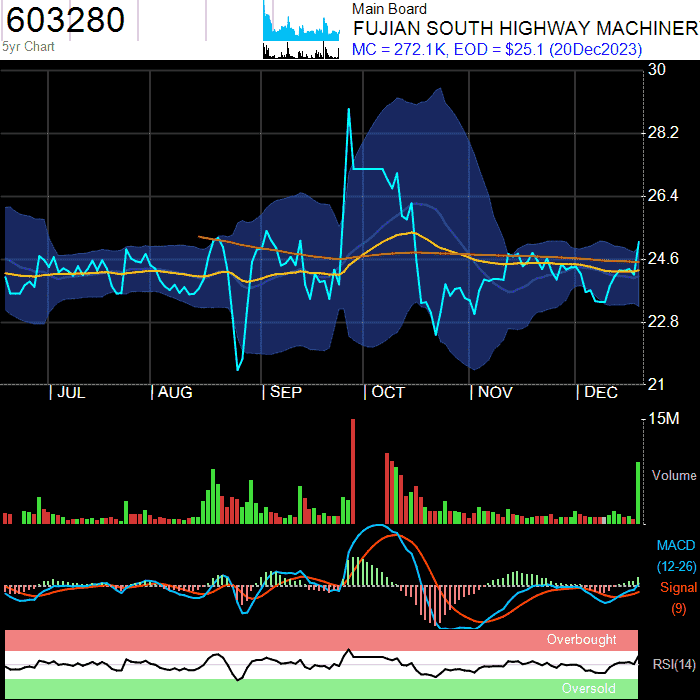 603280
5yr Chart
Main Board
FUJIAN SOUTH HIGHWAY MACHINER
MC = 272.1K, EOD = $25.1 (20Dec2023)
30
28.2
26.4
24.6
22.8
21
| JUL | AUG | SEP | OCT | NOV | DEC
15M
Volume
MACD
(12-26)
Signal
(9)
Overbought
RSI(14)
Oversold